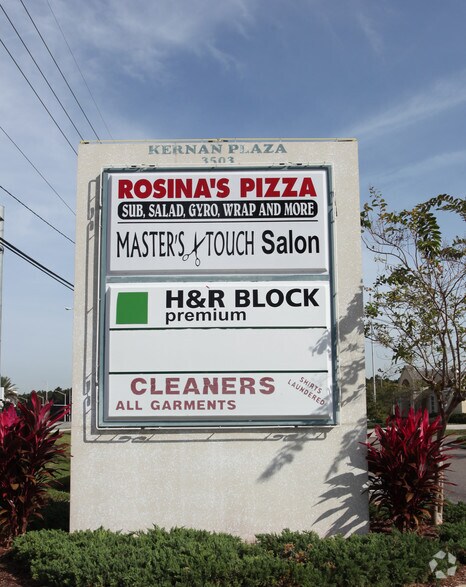 KERNAN PLAZA
3503
ROSINA'S PIZZA
SUB, SALAD, GYRO, WRAP AND MORE
MASTER'S TOUCH Salon
H&R BLOCK
premium
CLEANERS
ALL GARMENTS
SHIRTS
LAUNDERED